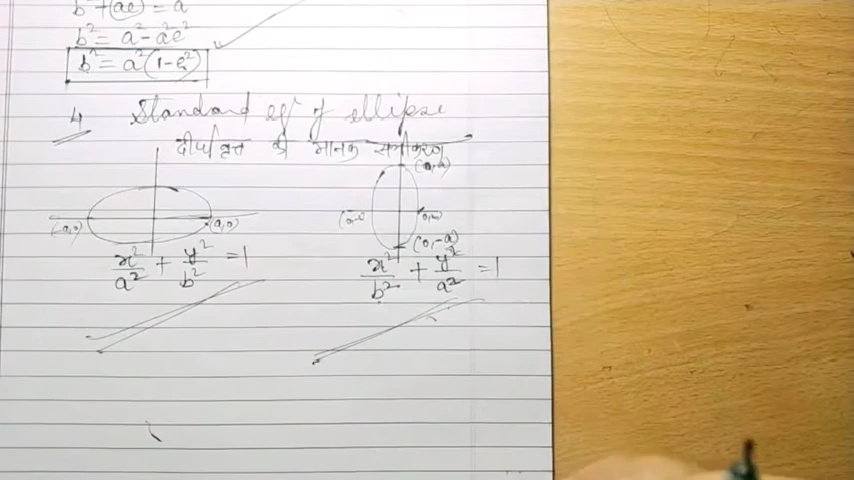 b² + (ae)² = a²
b² = a² - a²e²
b² = a²(1-e²)
4 Standard eqⁿ of ellipse
दीर्घवृत्त की मानक समीकरण
(0,a)
(-a,0) (a,0)
(0,-a)
x²/a² + y²/b² = 1 x²/b² + y²/a² = 1